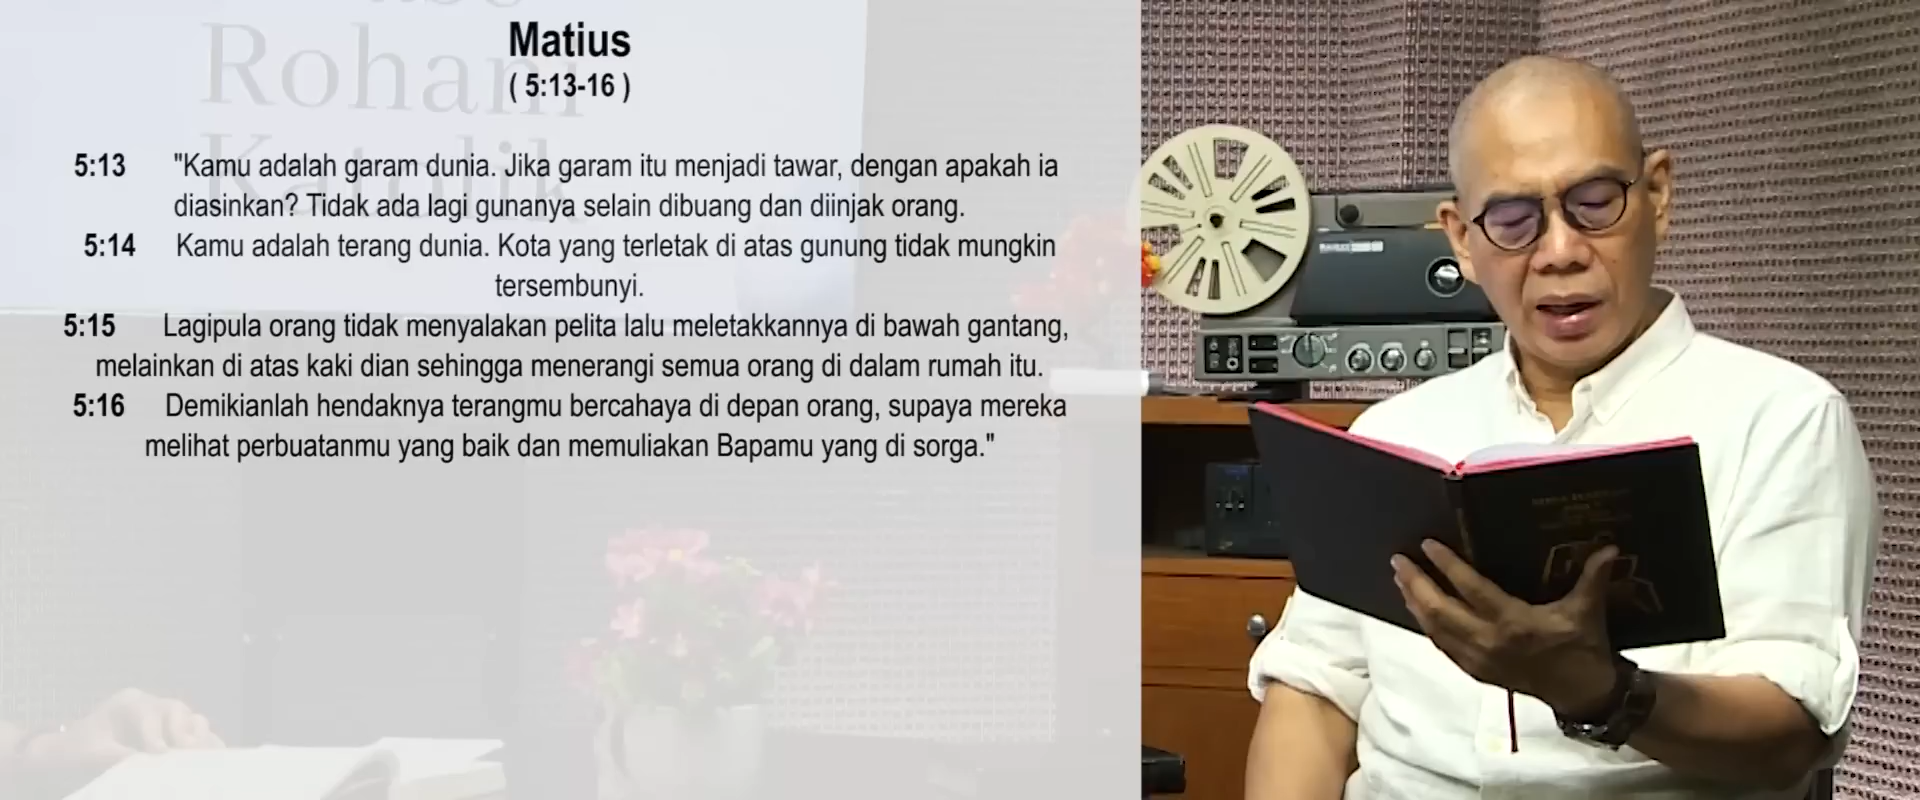 Rohani
Katolik
Matius
( 5:13-16 )
5:13 "Kamu adalah garam dunia. Jika garam itu menjadi tawar, dengan apakah ia
diasinkan? Tidak ada lagi gunanya selain dibuang dan diinjak orang.
5:14 Kamu adalah terang dunia. Kota yang terletak di atas gunung tidak mungkin
tersembunyi.
5:15 Lagipula orang tidak menyalakan pelita lalu meletakkannya di bawah gantang,
melainkan di atas kaki dian sehingga menerangi semua orang di dalam rumah itu.
5:16 Demikianlah hendaknya terangmu bercahaya di depan orang, supaya mereka
melihat perbuatanmu yang baik dan memuliakan Bapamu yang di sorga."